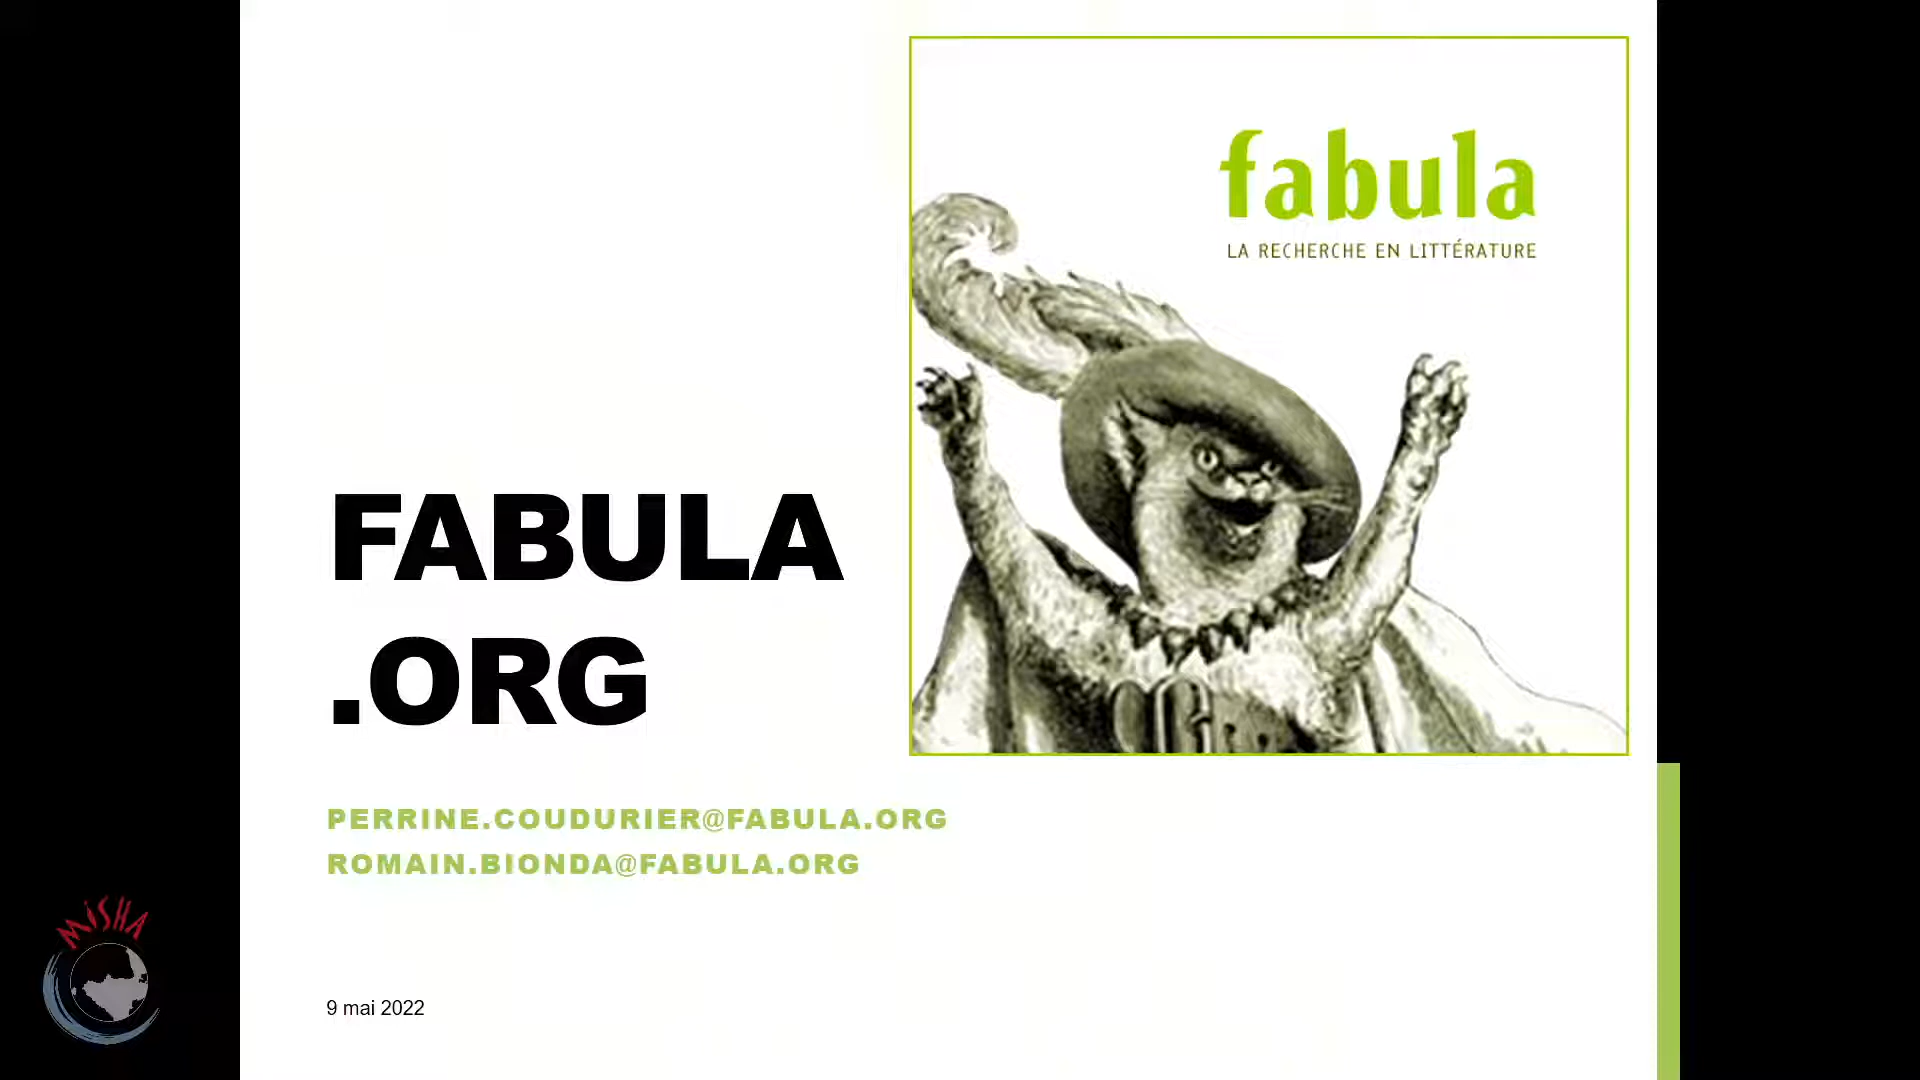 fabula
LA RECHERCHE EN LITTÉRATURE
FABULA
.ORG
PERRINE.COUDURIER@FABULA.ORG
ROMAIN.BIONDA@FABULA.ORG
MISHA
9 mai 2022